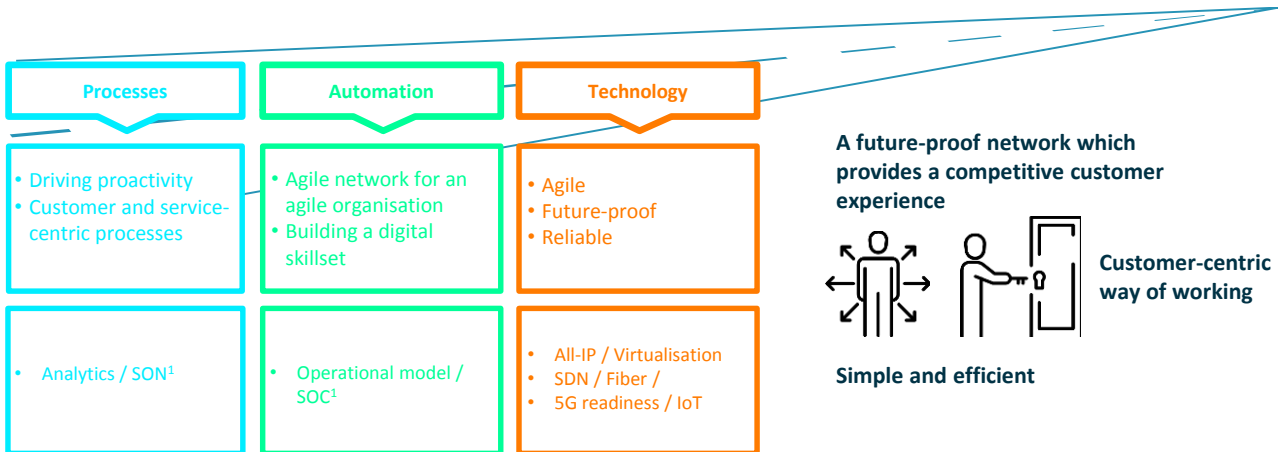 Processes
• Driving proactivity
• Customer and service-
centric processes
• Analytics / SON¹
Automation
• Agile network for an
agile organisation
• Building a digital
skillset
• Operational model /
SOC¹
Technology
• Agile
• Future-proof
• Reliable
• All-IP / Virtualisation
• SDN / Fiber /
• 5G readiness / IoT
A future-proof network which
provides a competitive customer
experience
Customer-centric
way of working
Simple and efficient